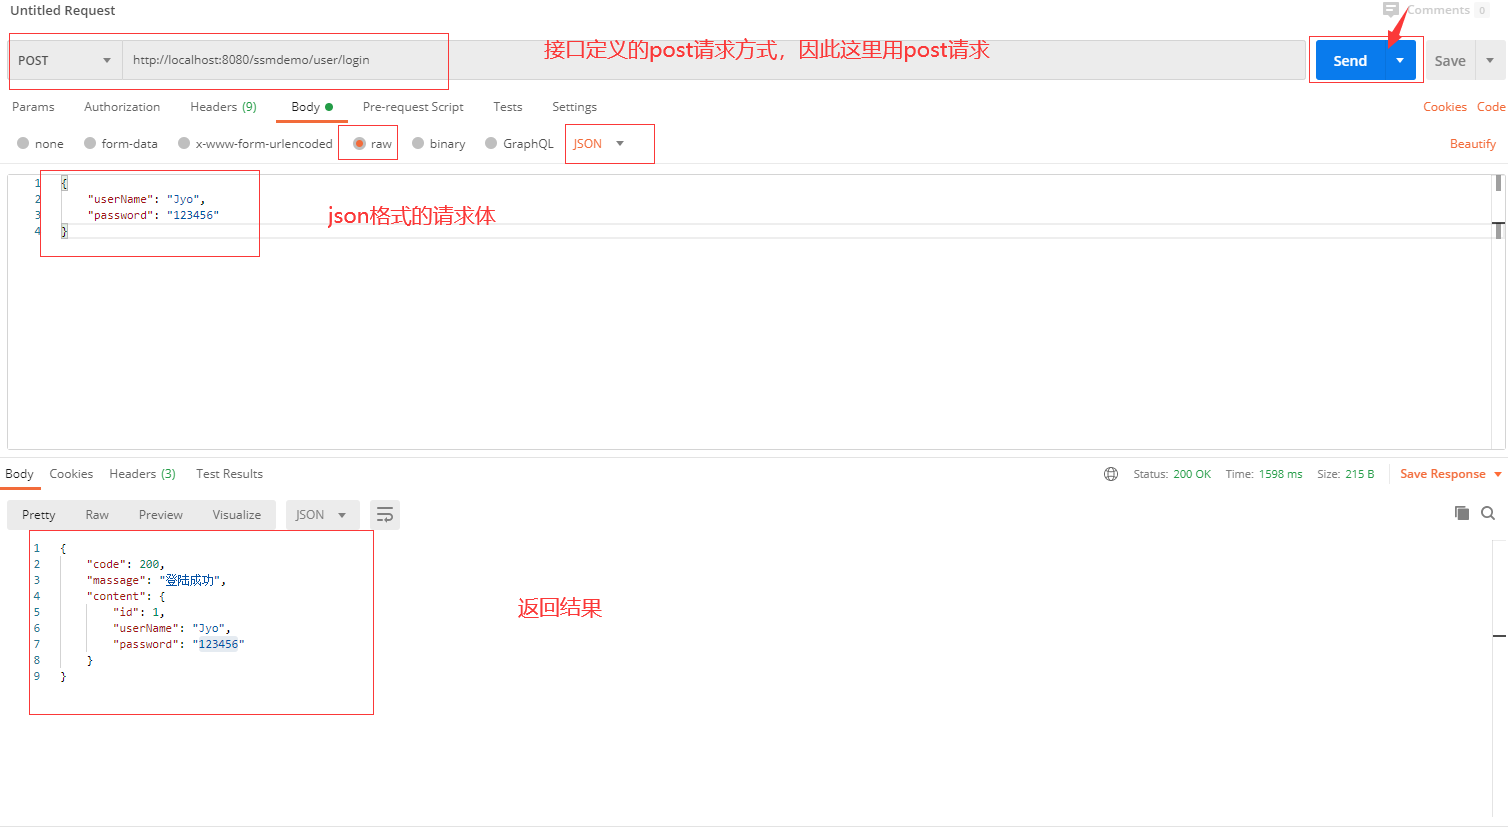 Untitled Request
Comments 0
POST http://localhost:8080/ssmdemo/user/login 接口定义的post请求方式，因此这里用post请求 Send Save
Params Authorization Headers (9) Body Pre-request Script Tests Settings Cookies Code
none form-data x-www-form-urlencoded raw binary GraphQL JSON Beautify
1 {
2 "userName": "Jyo",
3 "password": "123456"
4 }
json格式的请求体
Body Cookies Headers (3) Test Results Status: 200 OK Time: 1598 ms Size: 215 B Save Response
Pretty Raw Preview Visualize JSON
1 {
2 "code": 200,
3 "massage": "登陆成功",
4 "content": {
5 "id": 1,
6 "userName": "Jyo",
7 "password": "123456"
8 }
9 }
返回结果